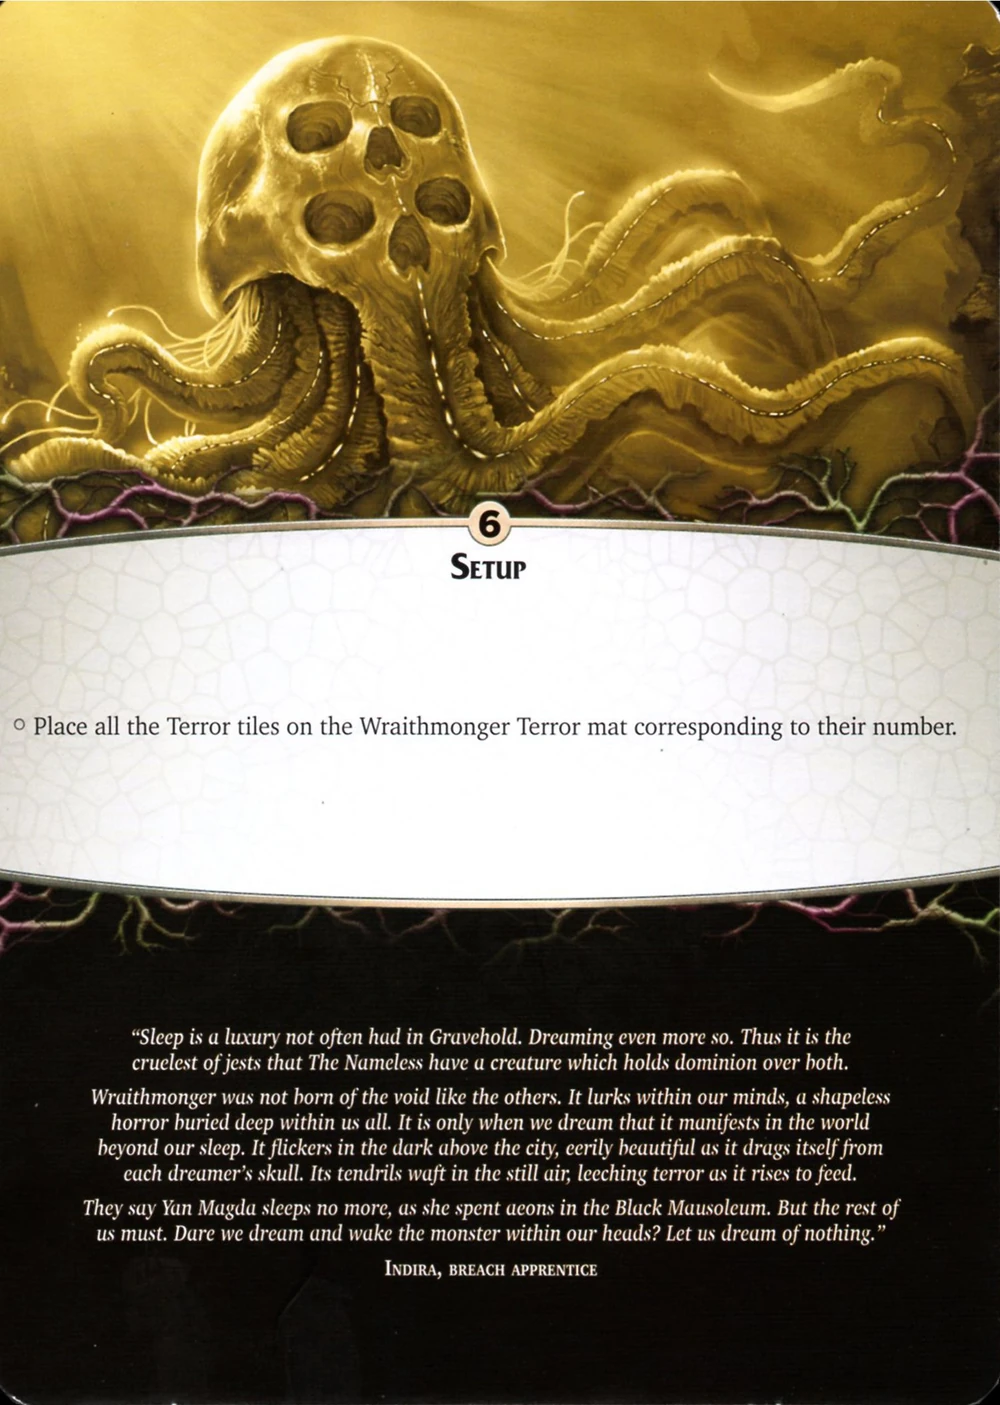 6
SETUP
○ Place all the Terror tiles on the Wraithmonger Terror mat corresponding to their number.
“Sleep is a luxury not often had in Gravehold. Dreaming even more so. Thus it is the
cruelest of jests that The Nameless have a creature which holds dominion over both.
Wraithmonger was not born of the void like the others. It lurks within our minds, a shapeless
horror buried deep within us all. It is only when we dream that it manifests in the world
beyond our sleep. It flickers in the dark above the city, eerily beautiful as it drags itself from
each dreamer’s skull. Its tendrils waft in the still air, leeching terror as it rises to feed.
They say Yan Magda sleeps no more, as she spent aeons in the Black Mausoleum. But the rest of
us must. Dare we dream and wake the monster within our heads? Let us dream of nothing.”
INDIRA, BREACH APPRENTICE